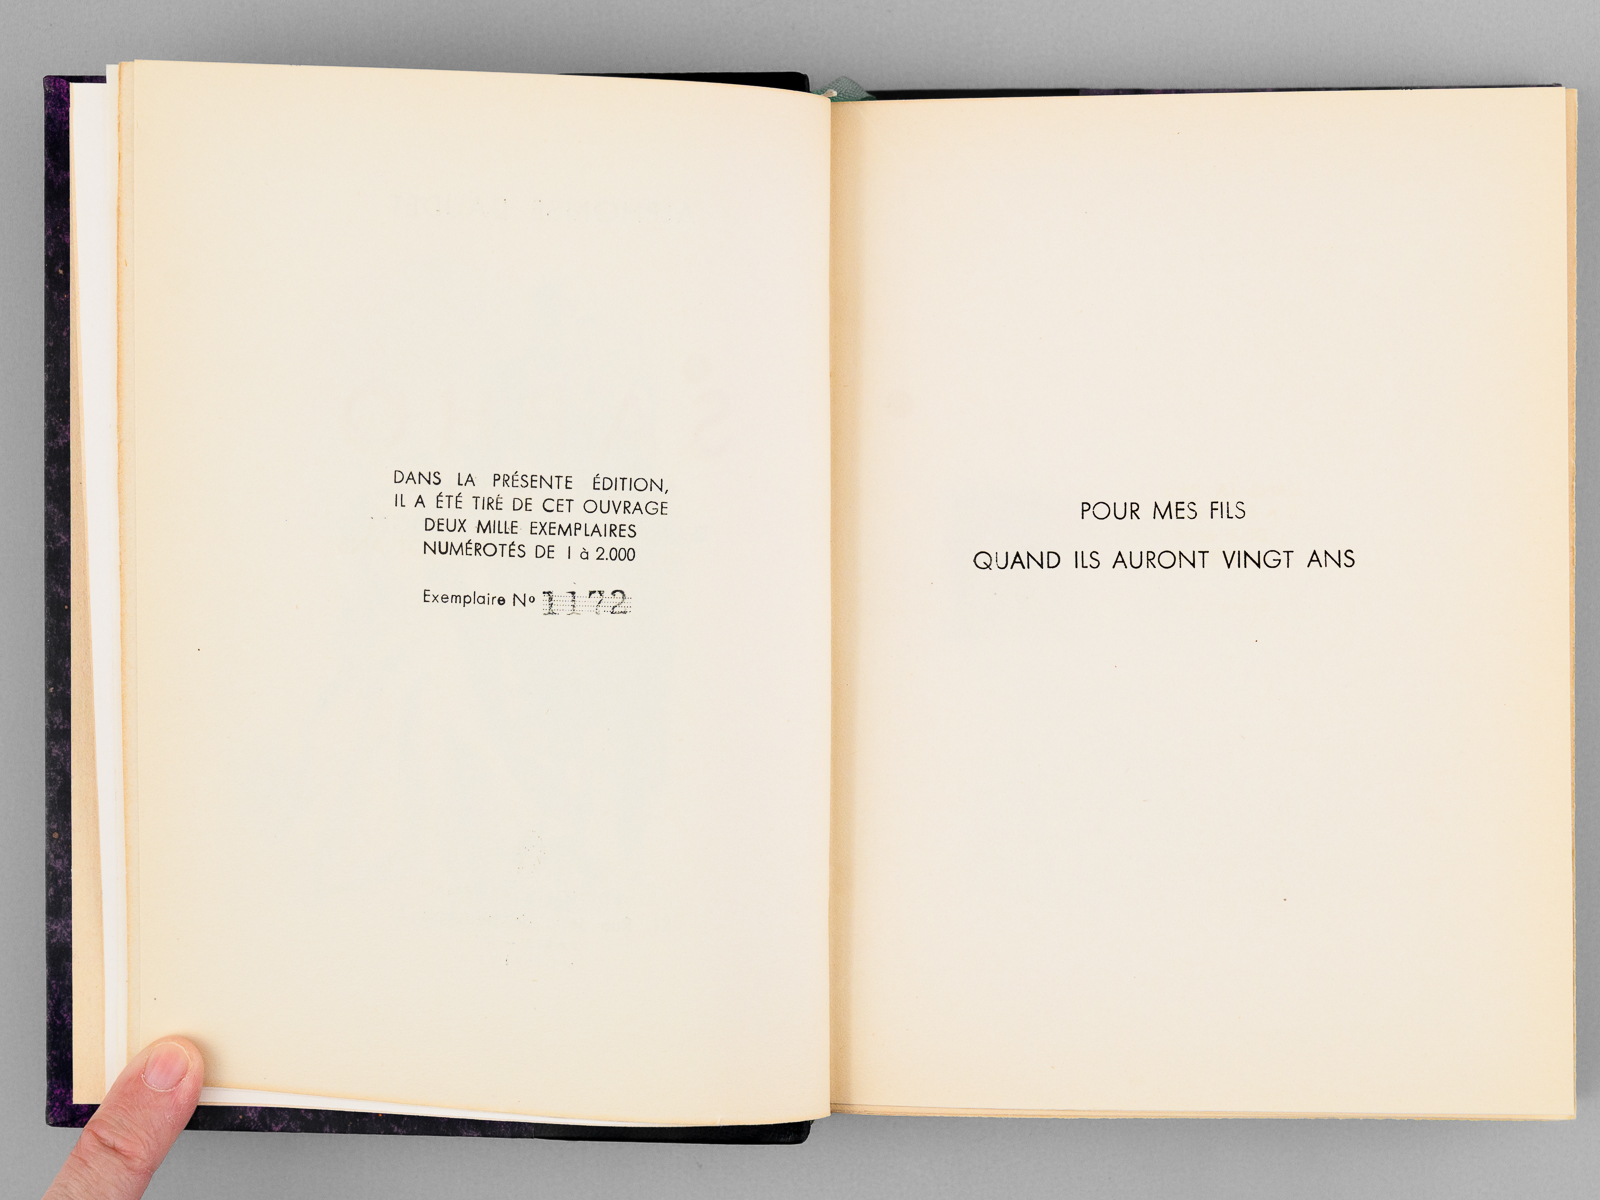 DANS LA PRÉSENTE ÉDITION,
IL A ÉTÉ TIRÉ DE CET OUVRAGE
DEUX MILLE EXEMPLAIRES
NUMÉROTÉS DE I à 2.000
Exemplaire Nº 1172
POUR MES FILS
QUAND ILS AURONT VINGT ANS